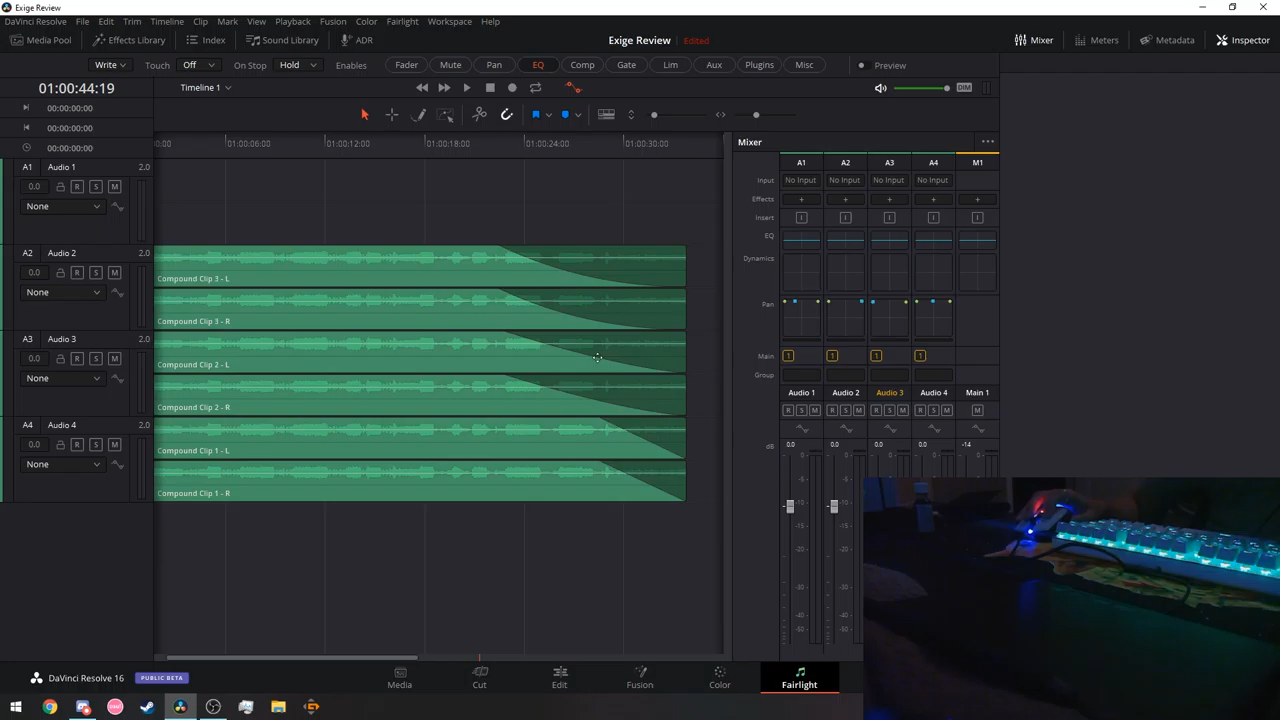 Exige Review
DaVinci Resolve File Edit Trim Timeline Clip Mark View Playback Fusion Color Fairlight Workspace Help
Media Pool Effects Library Index Sound Library ADR Exige Review Edited Mixer Meters Metadata Inspector
Write Touch Off On Stop Hold Enables Fader Mute Pan EQ Comp Gate Lim Aux Plugins Misc Preview
01:00:44:19 Timeline 1 DIM
00:00:00:00
00:00:00:00
00:00:00:00
:00 01:00:06:00 01:00:12:00 01:00:18:00 01:00:24:00 01:00:30:00
A1 Audio 1 2.0
0.0 R S M
None
A2 Audio 2 2.0
0.0 R S M
None
Compound Clip 3 - L
Compound Clip 3 - R
A3 Audio 3 2.0
0.0 R S M
None
Compound Clip 2 - L
Compound Clip 2 - R
A4 Audio 4 2.0
0.0 R S M
None
Compound Clip 1 - L
Compound Clip 1 - R
Mixer
A1 A2 A3 A4 M1
Input No Input No Input No Input No Input
Effects + + + + +
Insert I I I I I
EQ
Dynamics
Pan
Main 1 1 1 1
Group
Audio 1 Audio 2 Audio 3 Audio 4 Main 1
R S M R S M R S M R S M M
dB 0.0 0.0 0.0 0.0 -14
DaVinci Resolve 16 PUBLIC BETA Media Cut Edit Fusion Color Fairlight